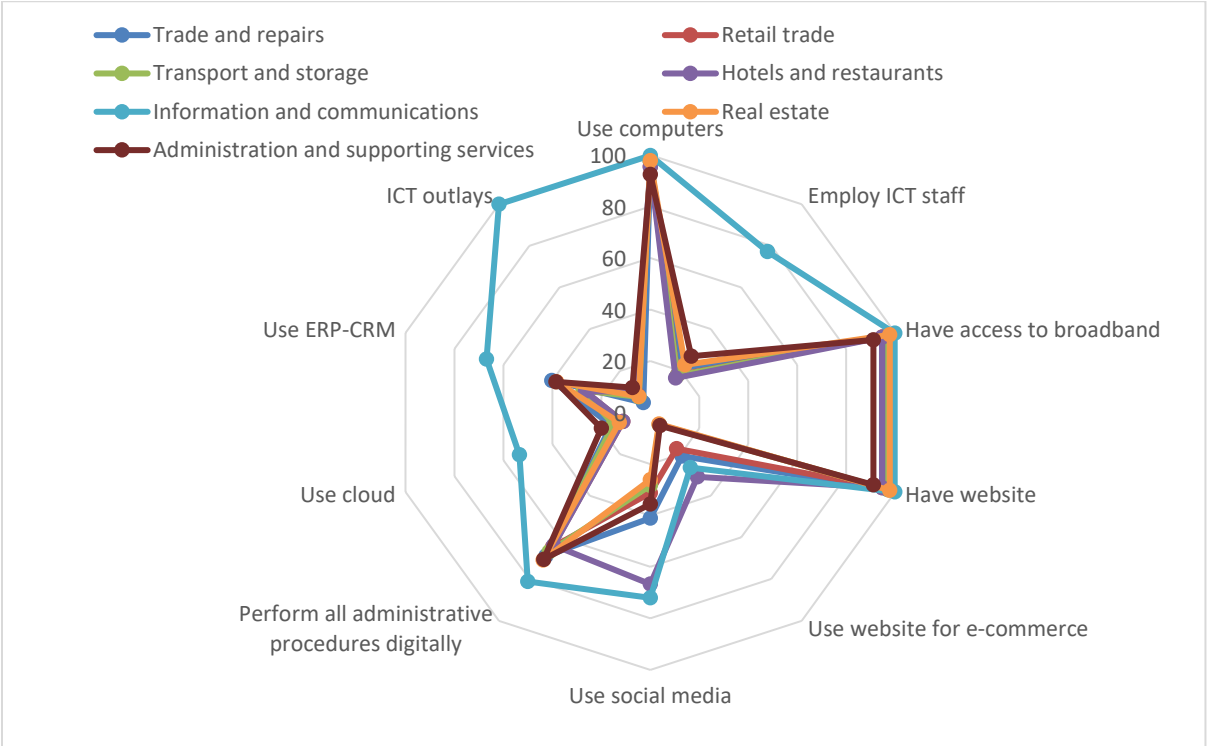 Trade and repairs
Retail trade
Transport and storage
Hotels and restaurants
Information and communications
Real estate
Administration and supporting services
Use computers
100
80
60
40
20
0
Employ ICT staff
Have access to broadband
Have website
Use website for e-commerce
Use social media
Perform all administrative
procedures digitally
Use cloud
Use ERP-CRM
ICT outlays